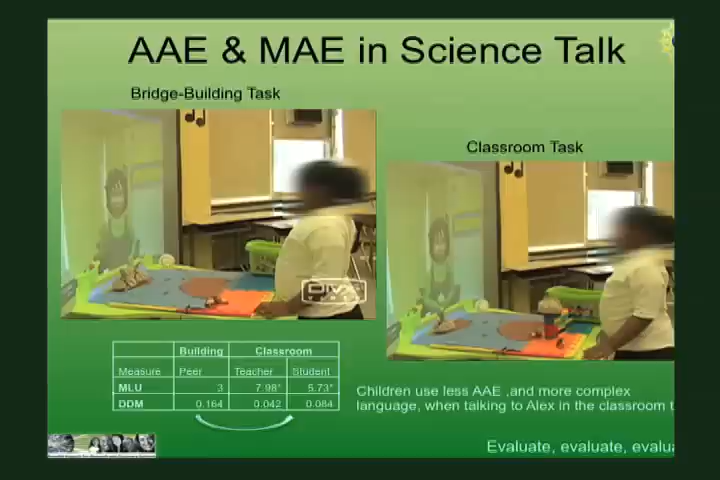 AAE & MAE in Science Talk
Bridge-Building Task
Classroom Task
DIVX
Building Classroom
Measure Peer Teacher Student
MLU 3 7.98* 5.73*
DDM 0.164 0.042 0.084
Children use less AAE ,and more complex
language, when talking to Alex in the classroom t
Evaluate, evaluate, evalua